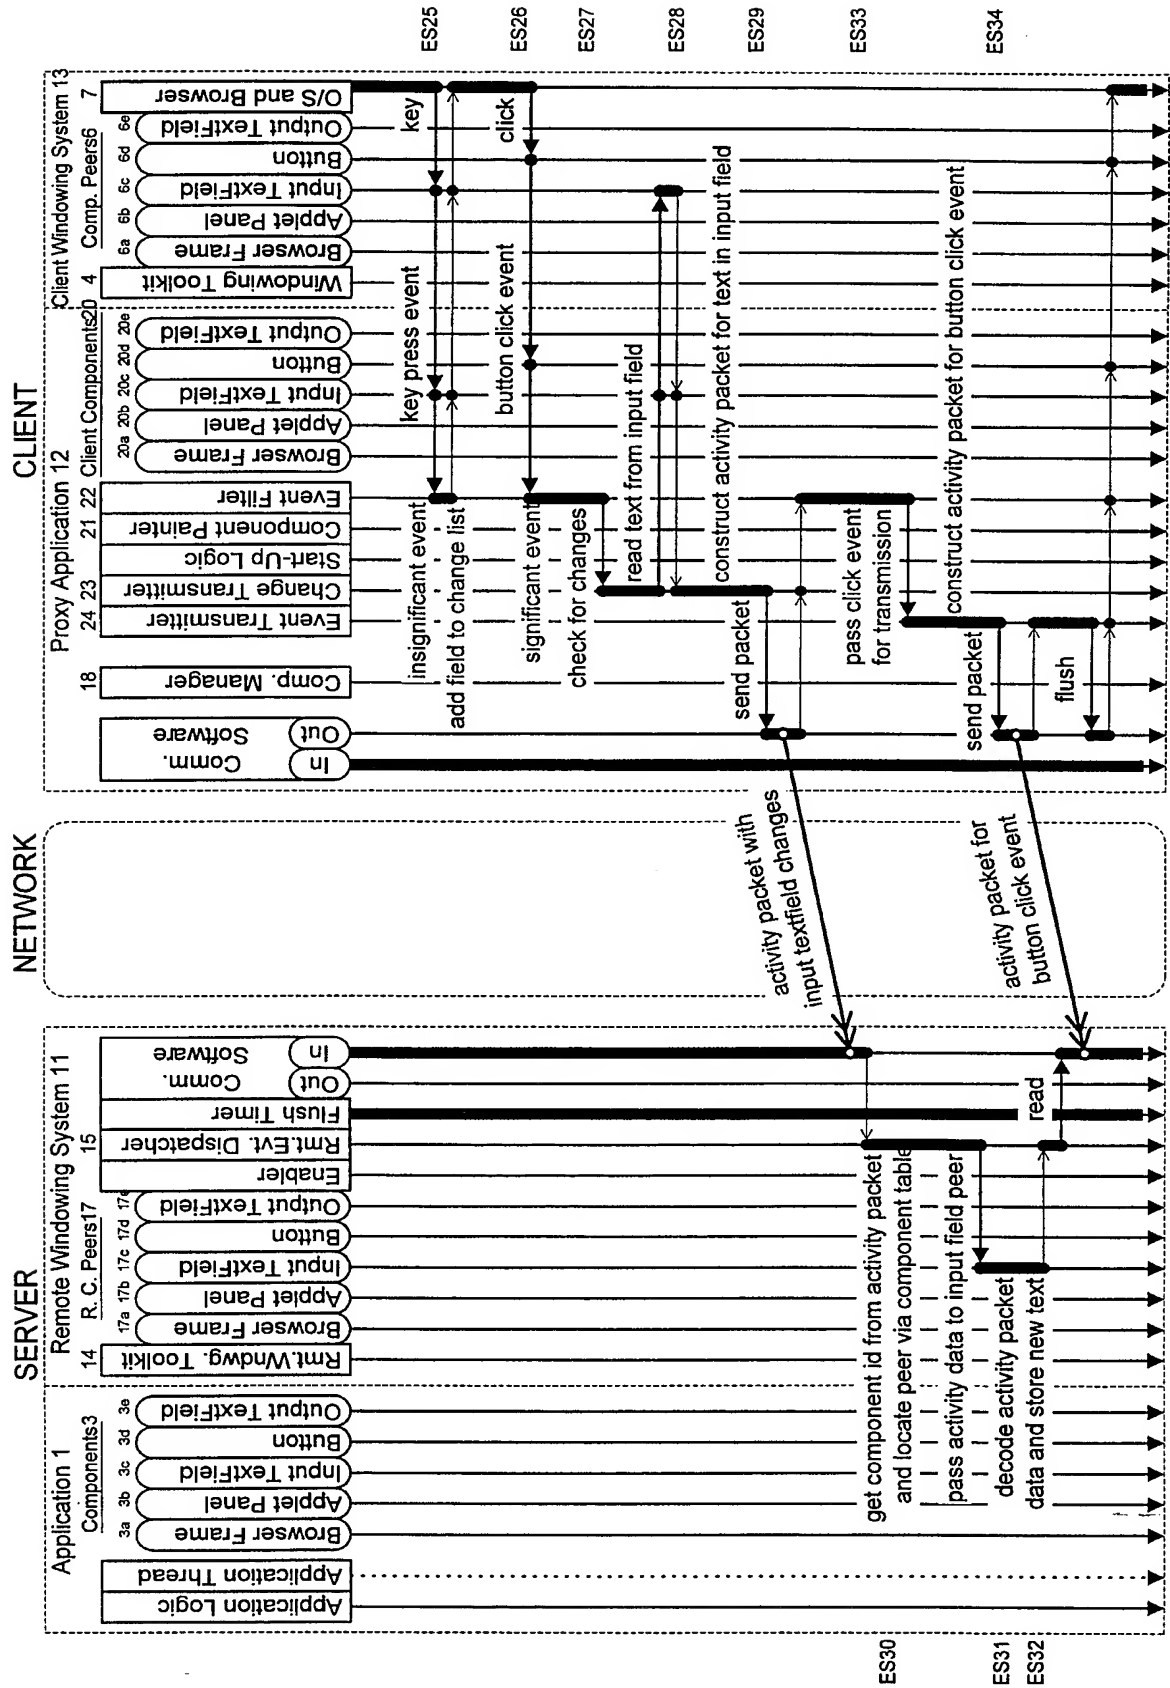 SERVER
NETWORK
CLIENT
Application 1
Remote Windowing System 11
Proxy Application 12
Client Windowing System 13
Components3
R. C. Peers17
Client Components20
Comp. Peers6
3a
3b
3c
3d
3e
14
17a
17b
17c
17d
17e
15
18
24
23
21
22
20a
20b
20c
20d
20e
4
6a
6b
6c
6d
6e
7
Application Logic
Application Thread
Browser Frame
Applet Panel
Input TextField
Button
Output TextField
Rmt.Wndwg. Toolkit
Browser Frame
Applet Panel
Input TextField
Button
Output TextField
Enabler
Rmt.Evt. Dispatcher
Flush Timer
Comm.
Software
Out
In
Comm.
Software
In
Out
Comp. Manager
Event Transmitter
Change Transmitter
Start-Up Logic
Component Painter
Event Filter
Browser Frame
Applet Panel
Input TextField
Button
Output TextField
Windowing Toolkit
Browser Frame
Applet Panel
Input TextField
Button
Output TextField
O/S and Browser
key
ES25
key press event
insignificant event
add field to change list
click
ES26
button click event
significant event
check for changes
ES27
read text from input field
ES28
construct activity packet for text in input field
send packet
ES29
activity packet with
input textfield changes
pass click event
for transmission
ES33
get component id from activity packet
and locate peer via component table
ES30
pass activity data to input field peer
construct activity packet for button click event
send packet
ES34
activity packet for
button click event
decode activity packet
data and store new text
ES31
ES32
read
flush